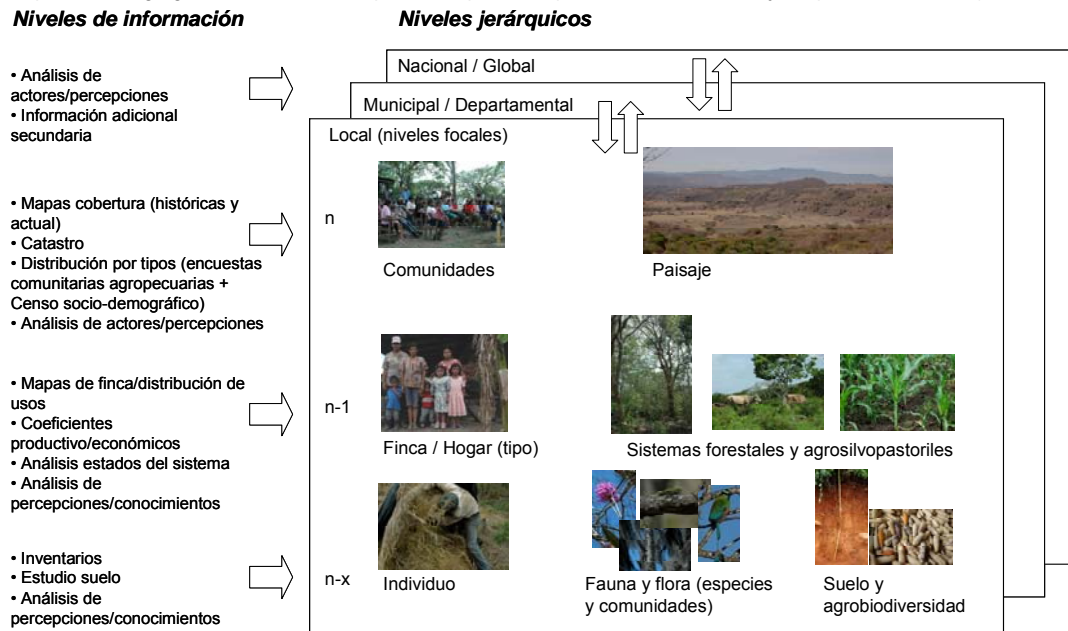 Niveles de información
Niveles jerárquicos
• Análisis de
actores/percepciones
• Información adicional
secundaria
Nacional / Global
Municipal / Departamental
Local (niveles focales)
• Mapas cobertura (históricas y
actual)
• Catastro
• Distribución por tipos (encuestas
comunitarias agropecuarias +
Censo socio-demográfico)
• Análisis de actores/percepciones
n
Comunidades
Paisaje
• Mapas de finca/distribución de
usos
• Coeficientes
productivo/económicos
• Análisis estados del sistema
• Análisis de
percepciones/conocimientos
n-1
Finca / Hogar (tipo)
Sistemas forestales y agrosilvopastoriles
• Inventarios
• Estudio suelo
• Análisis de
percepciones/conocimientos
n-x
Individuo
Fauna y flora (especies
y comunidades)
Suelo y
agrobiodiversidad